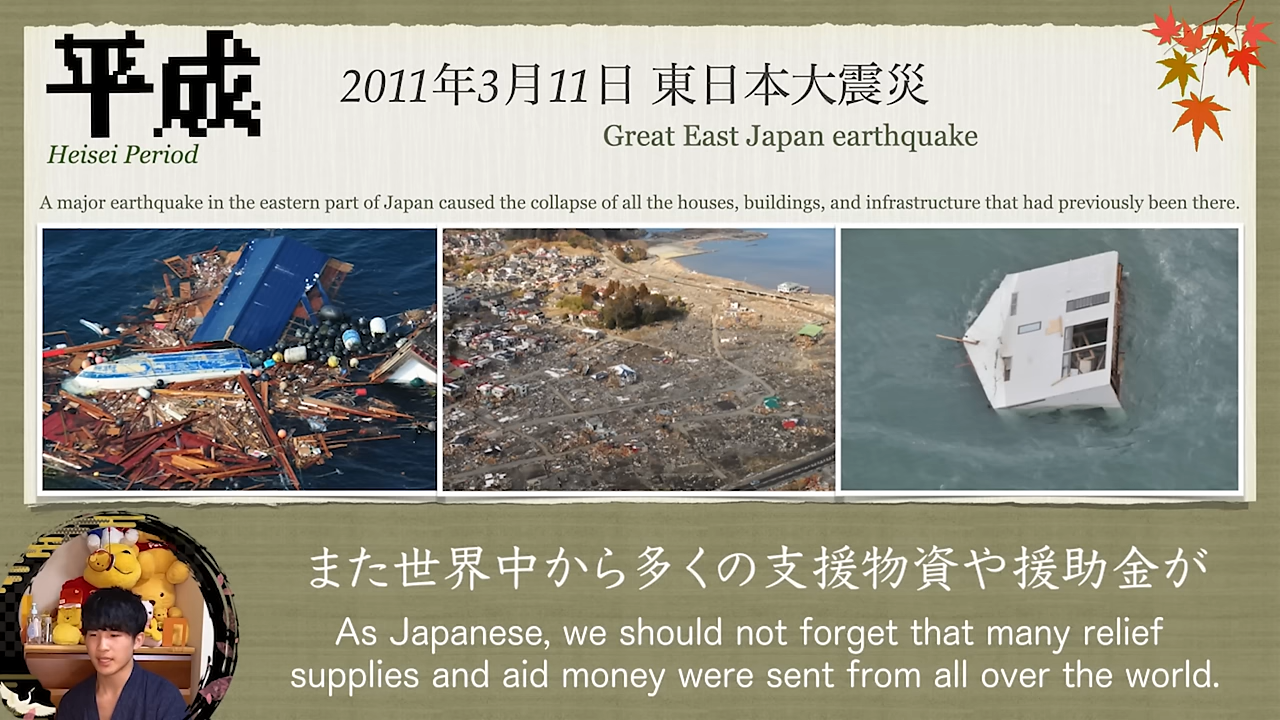 平成
2011年3月11日 東日本大震災
Great East Japan earthquake
Heisei Period
A major earthquake in the eastern part of Japan caused the collapse of all the houses, buildings, and infrastructure that had previously been there.
また世界中から多くの支援物資や援助金が
As Japanese, we should not forget that many relief
supplies and aid money were sent from all over the world.